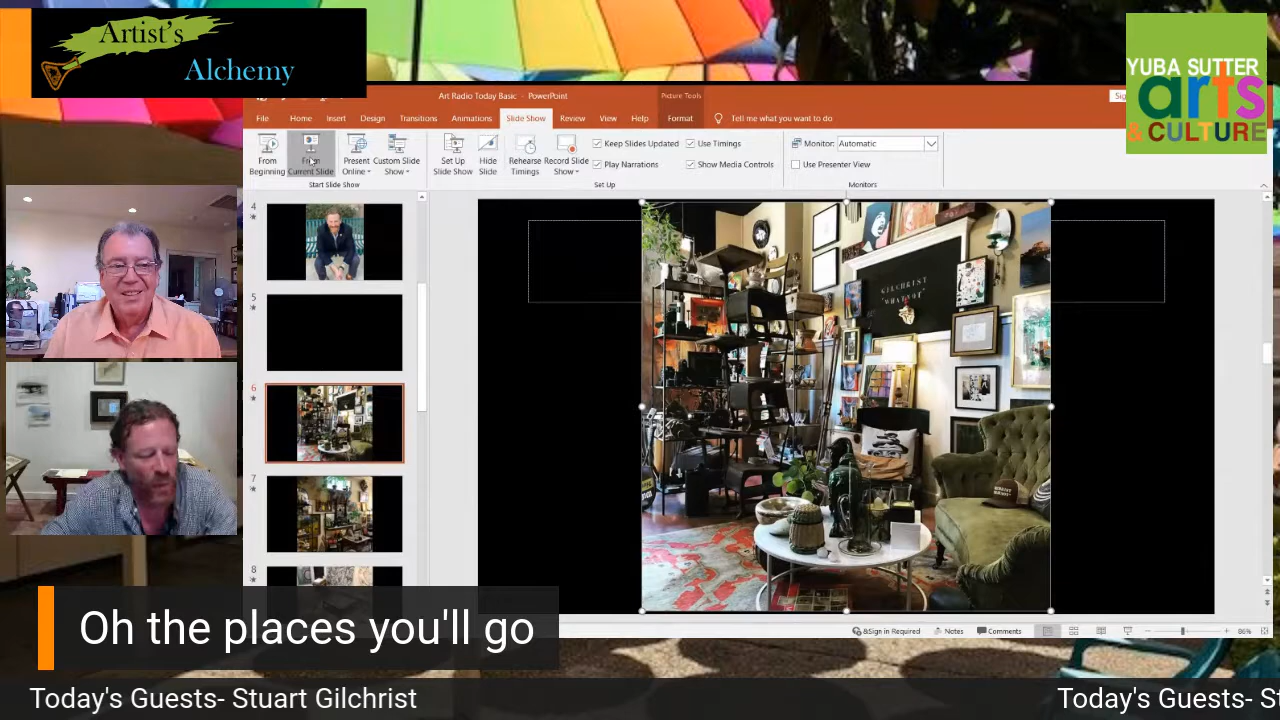 Artist's
Alchemy
YUBA SUTTER
arts
& CULTURE
Art Radio Today Basic - PowerPoint
Picture Tools
File
Home
Insert
Design
Transitions
Animations
Slide Show
Review
View
Help
Format
Tell me what you want to do
From
Beginning
From
Current Slide
Present
Online
Custom Slide
Show
Start Slide Show
Set Up
Slide Show
Hide
Slide
Rehearse
Timings
Record Slide
Show
Keep Slides Updated
Play Narrations
Use Timings
Show Media Controls
Set Up
Monitor: Automatic
Use Presenter View
Monitors
4
5
6
7
8
GILCHRIST
Sign in Required
Notes
Comments
86%
Oh the places you'll go
Today's Guests- Stuart Gilchrist
Today's Guests- St